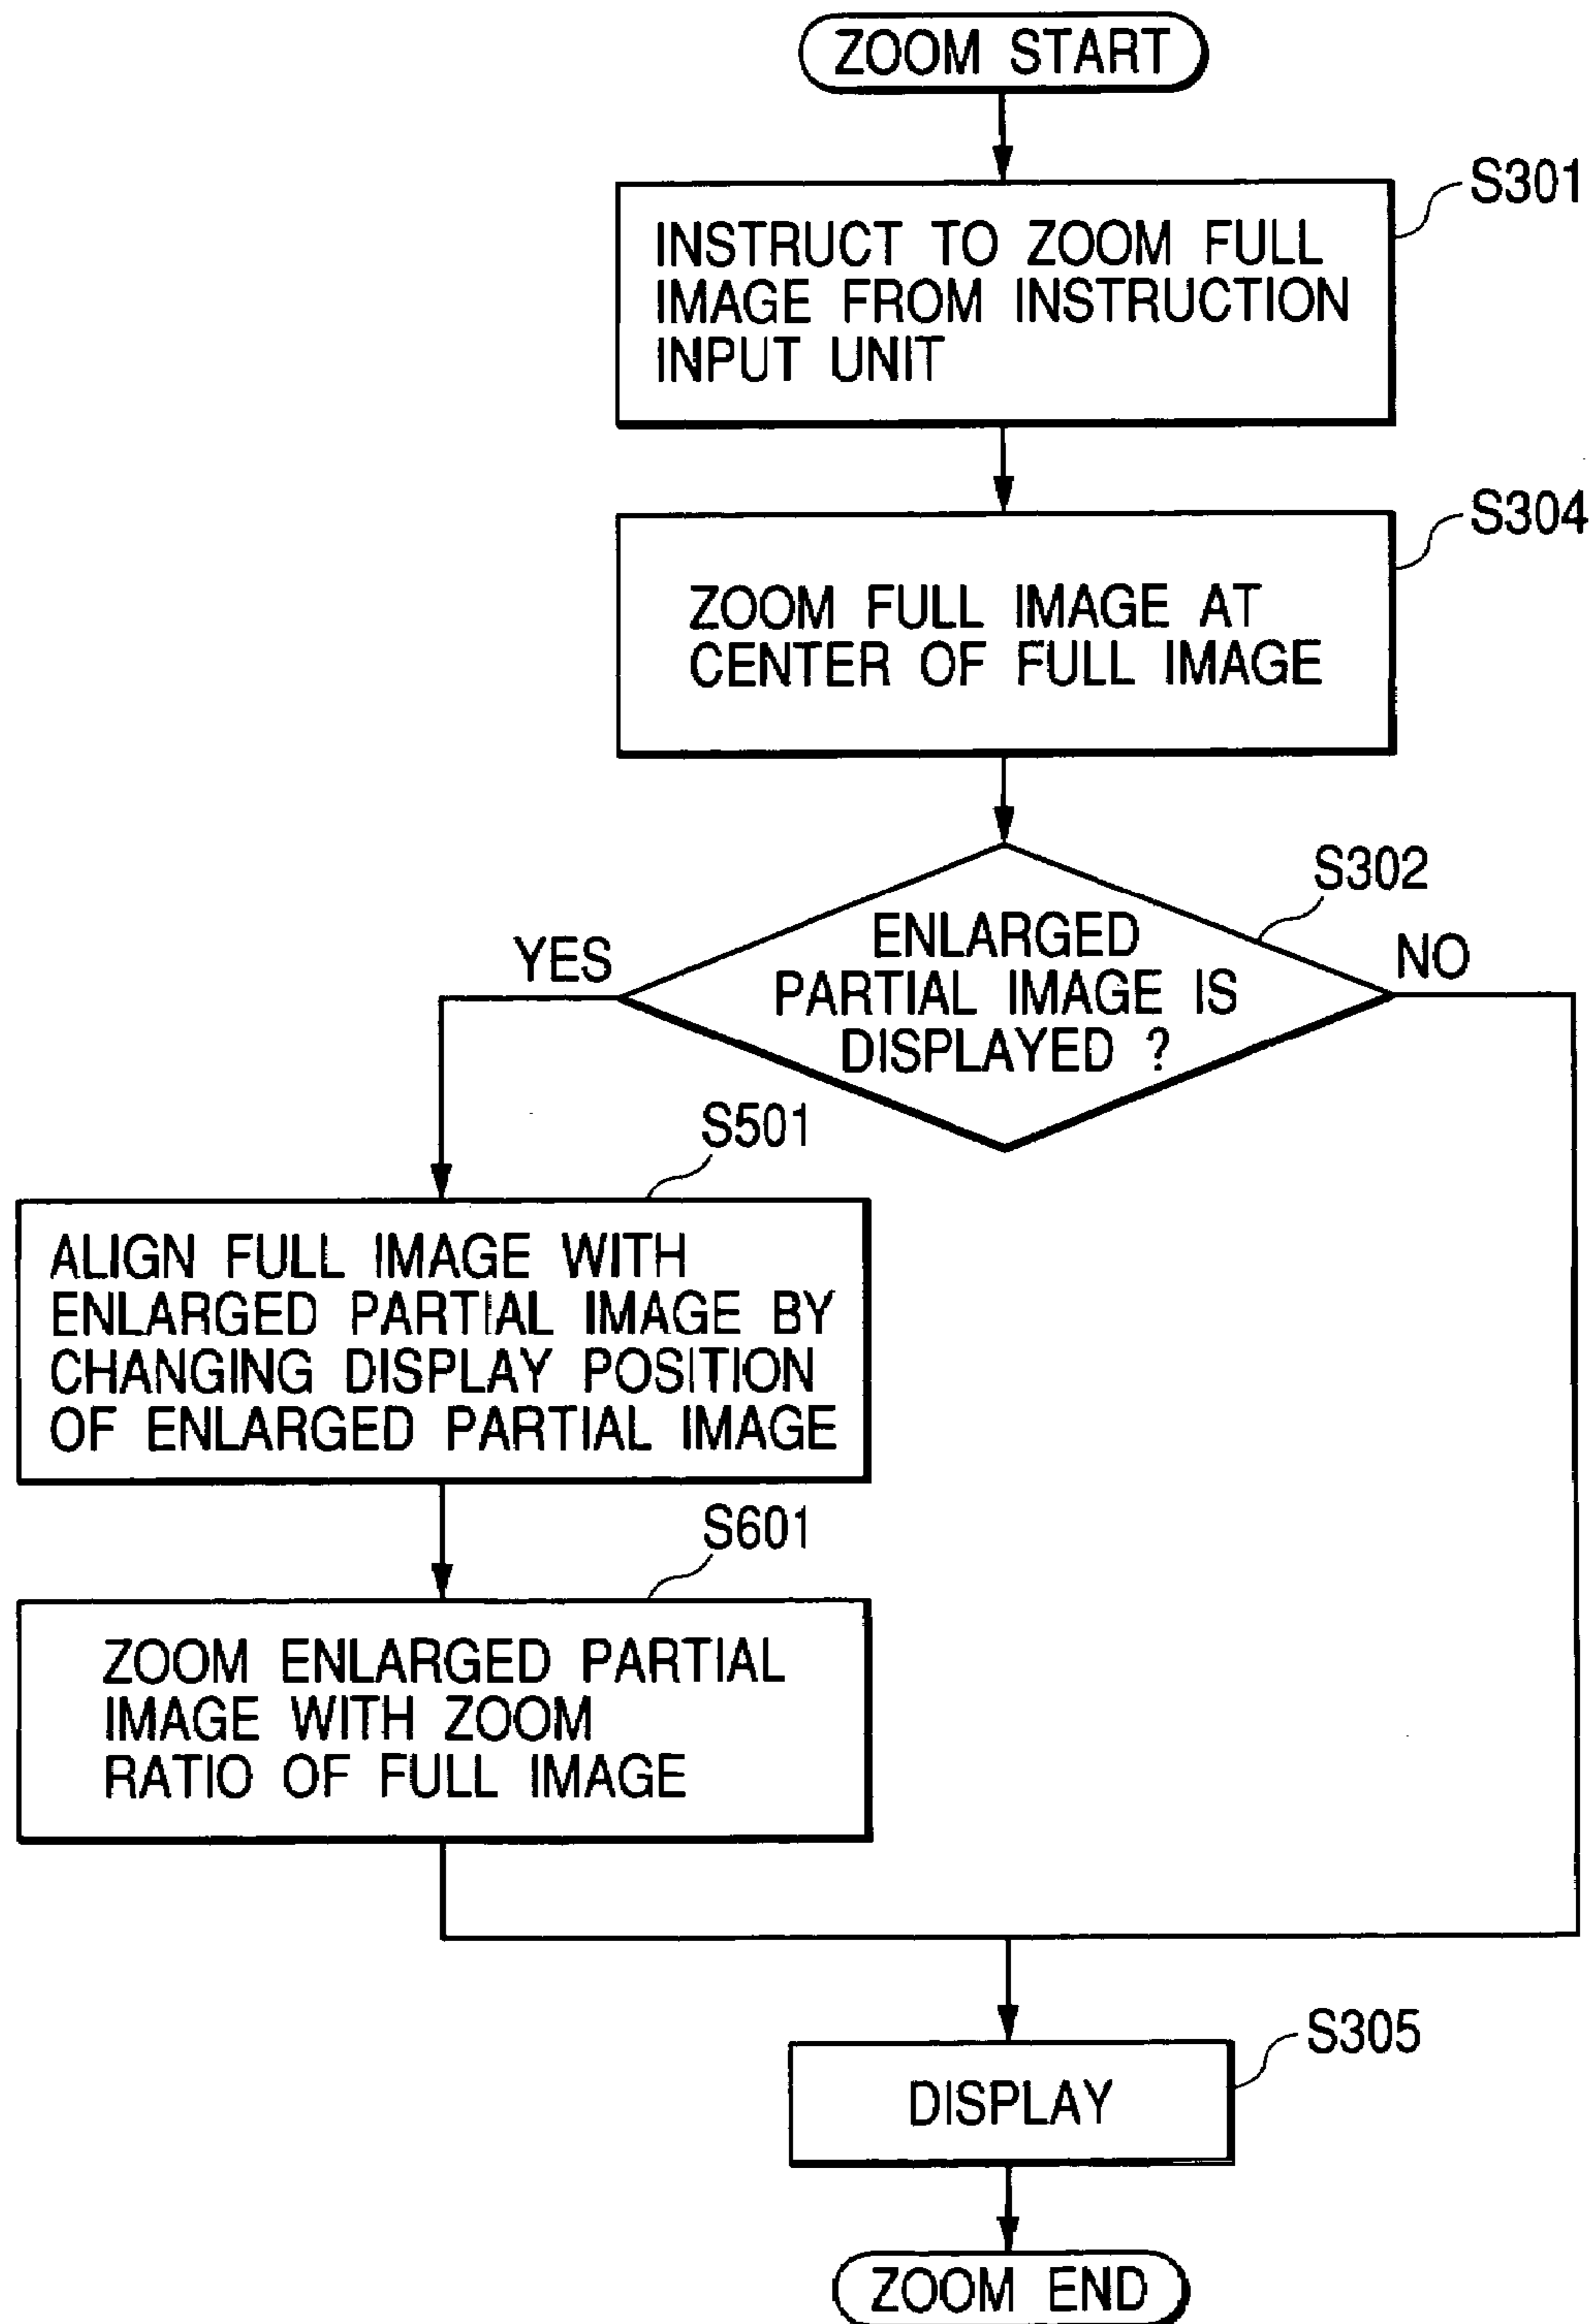 ZOOM START
S301
INSTRUCT TO ZOOM FULL
IMAGE FROM INSTRUCTION
INPUT UNIT
S304
ZOOM FULL IMAGE AT
CENTER OF FULL IMAGE
S302
ENLARGED
PARTIAL IMAGE IS
DISPLAYED ?
YES
NO
S501
ALIGN FULL IMAGE WITH
ENLARGED PARTIAL IMAGE BY
CHANGING DISPLAY POSITION
OF ENLARGED PARTIAL IMAGE
S601
ZOOM ENLARGED PARTIAL
IMAGE WITH ZOOM
RATIO OF FULL IMAGE
S305
DISPLAY
ZOOM END